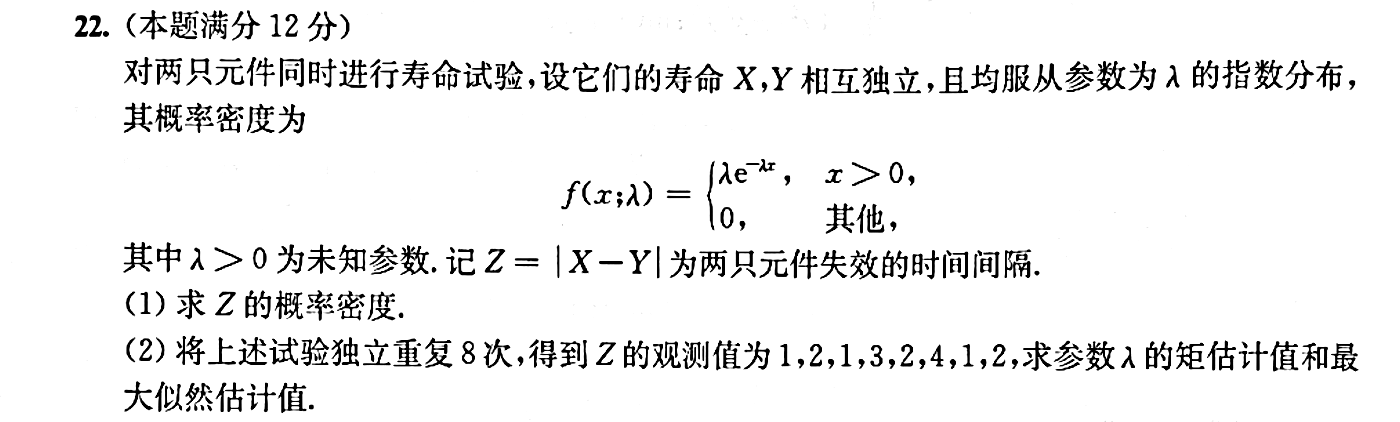 22. (本题满分 12 分)
对两只元件同时进行寿命试验,设它们的寿命 X,Y 相互独立,且均服从参数为 λ 的指数分布,
其概率密度为
f(x;λ) = {λe^{-λx}, x>0,
0, 其他,
其中 λ>0 为未知参数. 记 Z=|X-Y| 为两只元件失效的时间间隔.
(1) 求 Z 的概率密度.
(2) 将上述试验独立重复 8 次,得到 Z 的观测值为 1,2,1,3,2,4,1,2,求参数 λ 的矩估计值和最
大似然估计值.